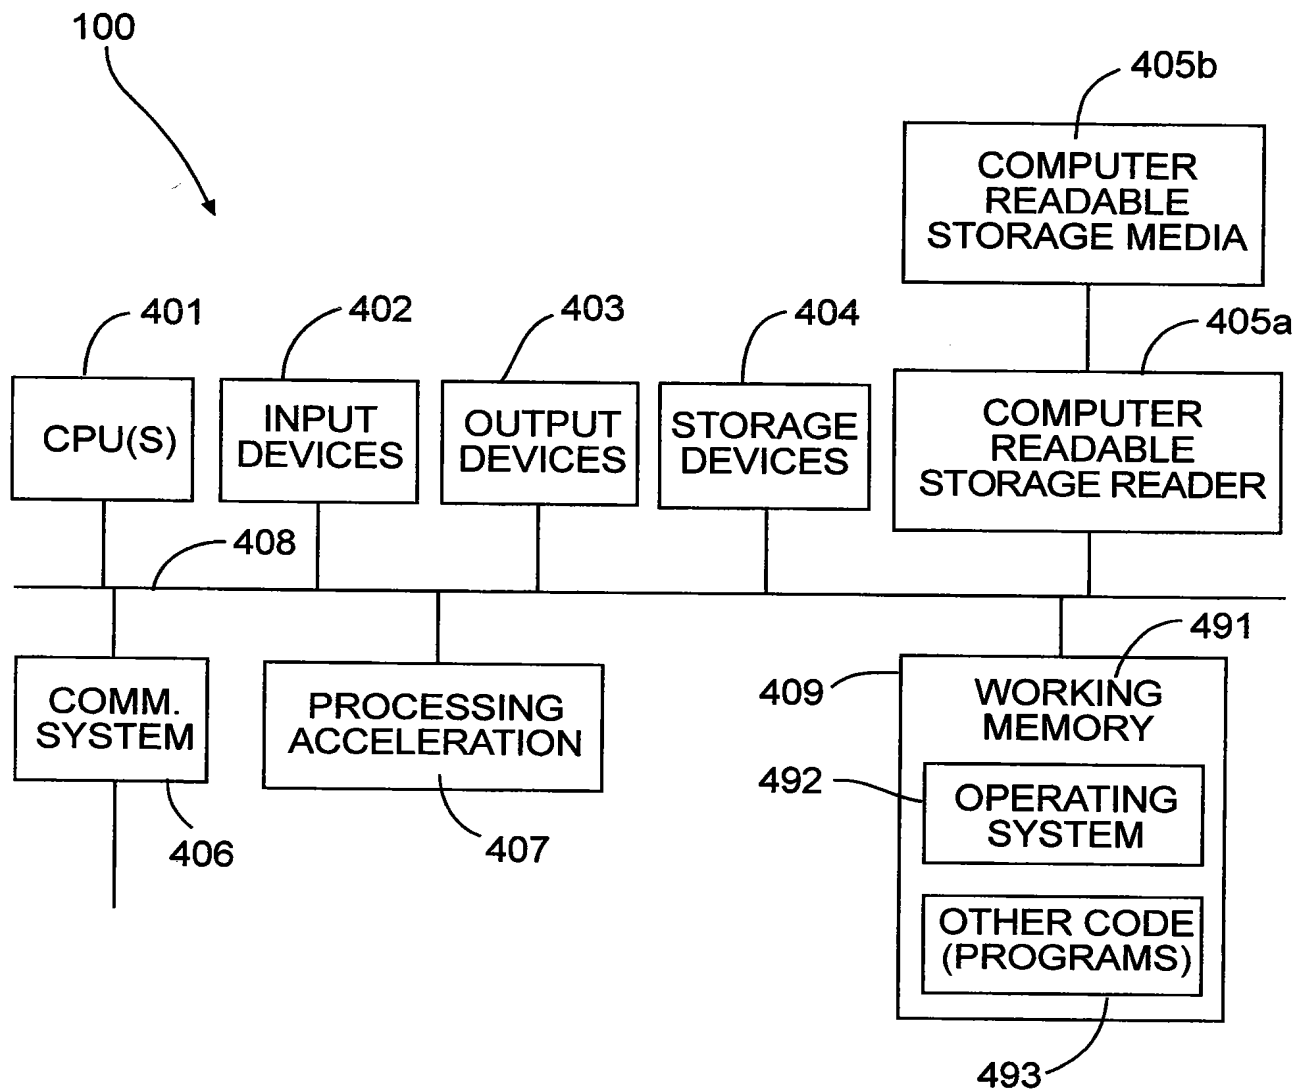 100
405b
COMPUTER
READABLE
STORAGE MEDIA
401
402
403
404
405a
CPU(S)
INPUT
DEVICES
OUTPUT
DEVICES
STORAGE
DEVICES
COMPUTER
READABLE
STORAGE READER
408
491
COMM.
SYSTEM
PROCESSING
ACCELERATION
409
WORKING
MEMORY
492
OPERATING
SYSTEM
406
407
OTHER CODE
(PROGRAMS)
493